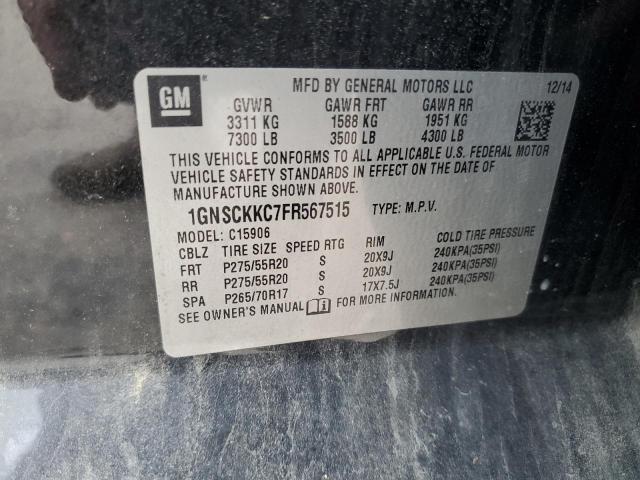 GM
MFD BY GENERAL MOTORS LLC 12/14
GVWR GAWR FRT GAWR RR
3311 KG 1588 KG 1951 KG
7300 LB 3500 LB 4300 LB
THIS VEHICLE CONFORMS TO ALL APPLICABLE U.S. FEDERAL MOTOR
VEHICLE SAFETY STANDARDS IN EFFECT ON THE DATE OF
MANUFACTURE SHOWN ABOVE.
1GNSCKKC7FR567515 TYPE: M.P.V.
MODEL: C15906
CBLZ TIRE SIZE SPEED RTG RIM COLD TIRE PRESSURE
FRT P275/55R20 S 20X9J 240KPA(35PSI)
RR P275/55R20 S 20X9J 240KPA(35PSI)
SPA P265/70R17 S 17X7.5J 240KPA(35PSI)
SEE OWNER'S MANUAL i FOR MORE INFORMATION.